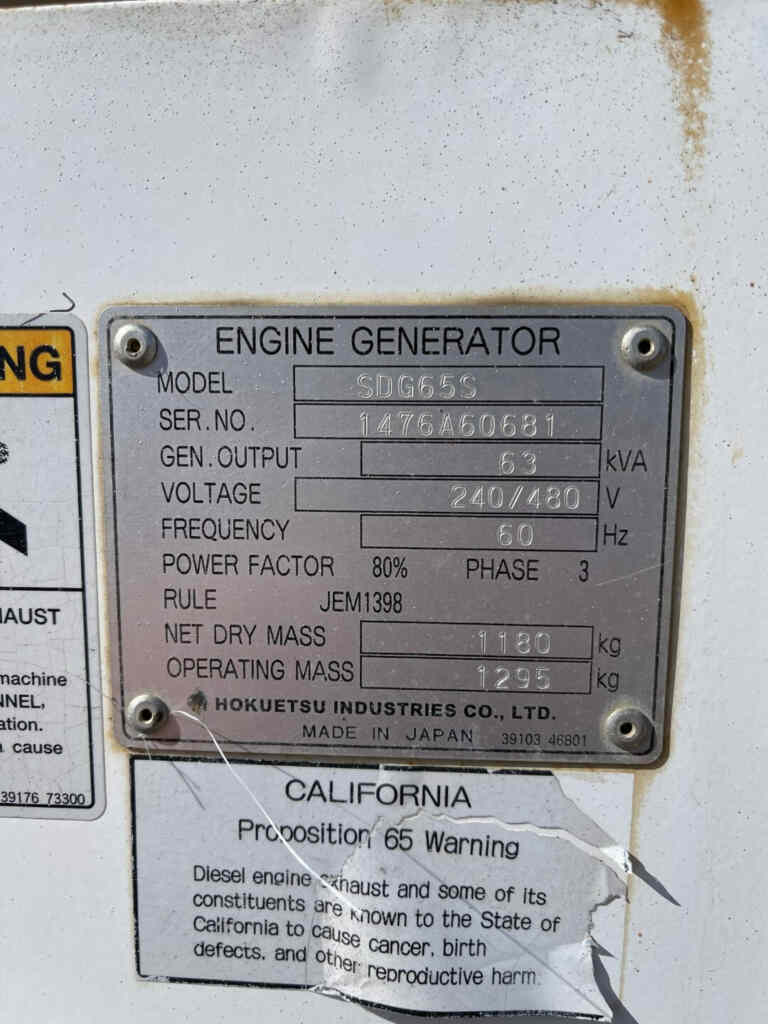 ENGINE GENERATOR
MODEL SDG65S
SER.NO. 1476A60681
GEN.OUTPUT 63 kVA
VOLTAGE 240/480 V
FREQUENCY 60 Hz
POWER FACTOR 80% PHASE 3
RULE JEM1398
NET DRY MASS 1180 kg
OPERATING MASS 1295 kg
HOKUETSU INDUSTRIES CO., LTD.
MADE IN JAPAN 39103 46801
NG
HAUST
machine
NNEL,
ation.
cause
39176 73300
CALIFORNIA
Proposition 65 Warning
Diesel engine exhaust and some of its
constituents are known to the State of
California to cause cancer, birth
defects, and other reproductive harm.